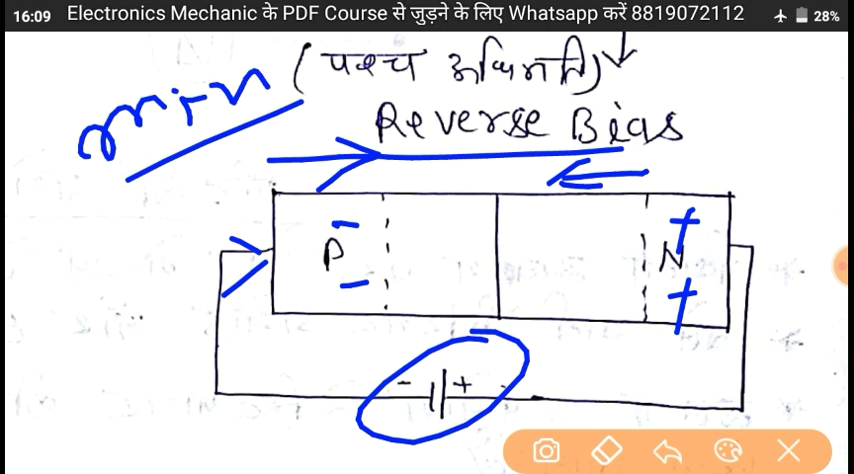 16:09 Electronics Mechanic के PDF Course से जुड़ने के लिए Whatsapp करें 8819072112 28%
(पश्च अभिनति)
Reverse Bias
P N
- +